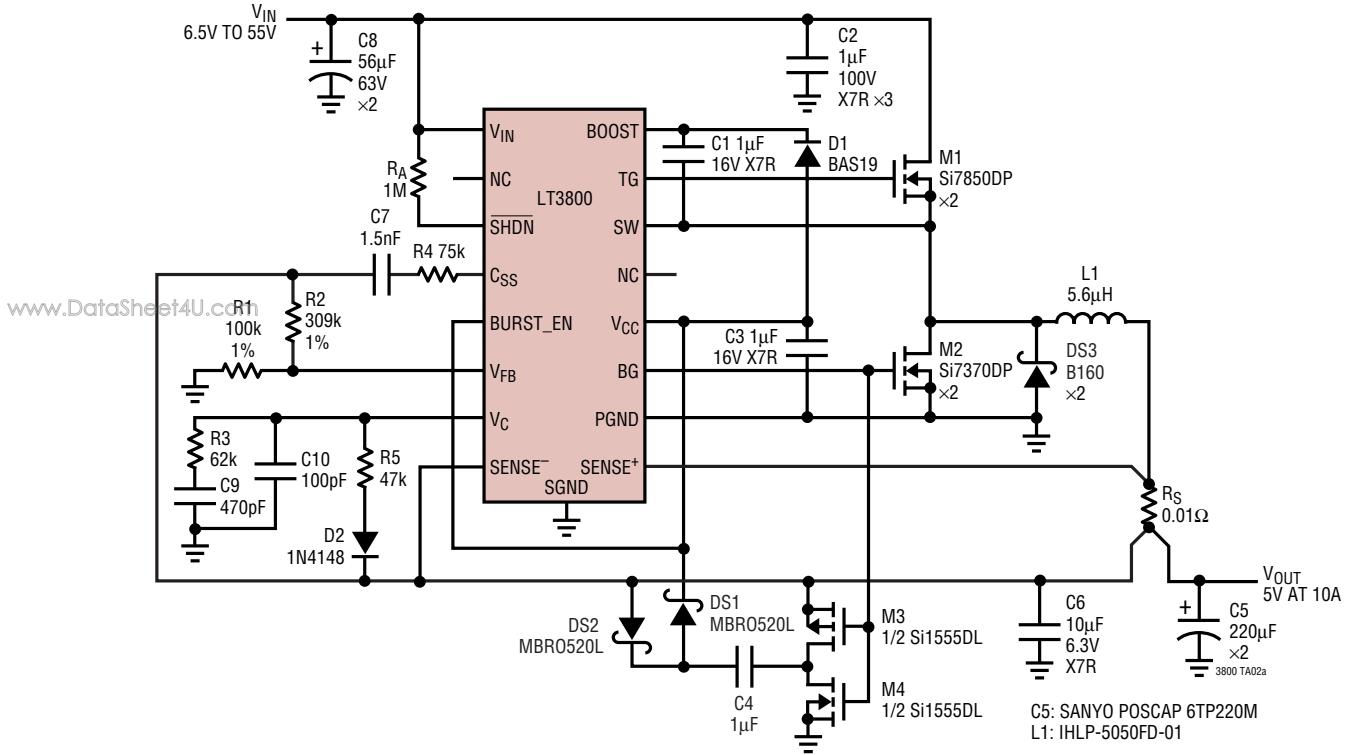 VIN
6.5V TO 55V
C8
56µF
63V
×2
+
C2
1µF
100V
X7R ×3
RA
1M
C7
1.5nF
R4 75k
www.DataSheet4U.com
R1
100k
1%
R2
309k
1%
R3
62k
C9
470pF
C10
100pF
R5
47k
D2
1N4148
VIN
NC
SHDN
CSS
BURST_EN
VFB
VC
SENSE–
LT3800
BOOST
TG
SW
NC
VCC
BG
PGND
SENSE+
SGND
C1 1µF
16V X7R
D1
BAS19
M1
Si7850DP
×2
C3 1µF
16V X7R
M2
Si7370DP
×2
L1
5.6µH
DS3
B160
×2
RS
0.01Ω
DS2
MBRO520L
DS1
MBRO520L
C4
1µF
M3
1/2 Si1555DL
M4
1/2 Si1555DL
C6
10µF
6.3V
X7R
VOUT
5V AT 10A
+
C5
220µF
×2
3800 TA02a
C5: SANYO POSCAP 6TP220M
L1: IHLP-5050FD-01